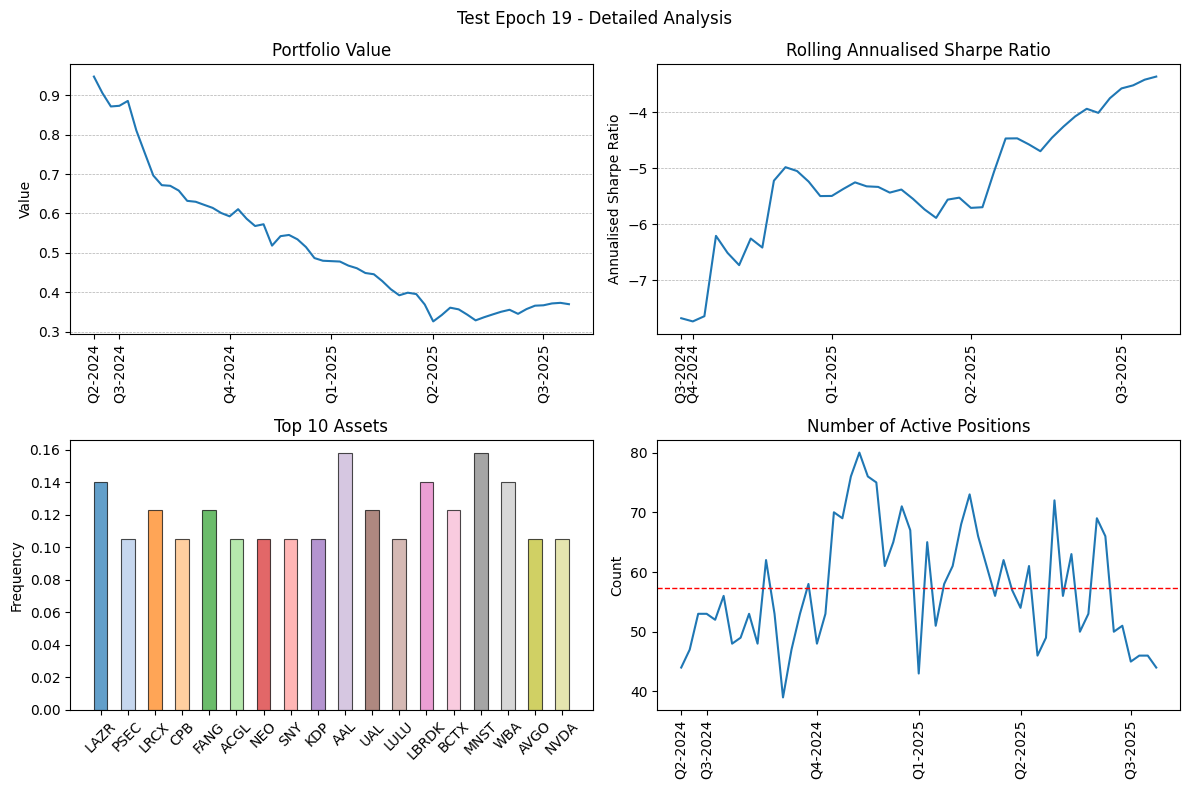 Test Epoch 19 - Detailed Analysis
Portfolio Value
Value
0.9
0.8
0.7
0.6
0.5
0.4
0.3
Q2-2024
Q3-2024
Q4-2024
Q1-2025
Q2-2025
Q3-2025
Rolling Annualised Sharpe Ratio
Annualised Sharpe Ratio
−4
−5
−6
−7
Q3-2024
Q4-2024
Q1-2025
Q2-2025
Q3-2025
Top 10 Assets
Frequency
0.16
0.14
0.12
0.10
0.08
0.06
0.04
0.02
0.00
LAZR
PSEC
LRCX
CPB
FANG
ACGL
NEO
SNY
KDP
AAL
UAL
LULU
LBRDK
BCTX
MNST
WBA
AVGO
NVDA
Number of Active Positions
Count
80
70
60
50
40
Q2-2024
Q3-2024
Q4-2024
Q1-2025
Q2-2025
Q3-2025